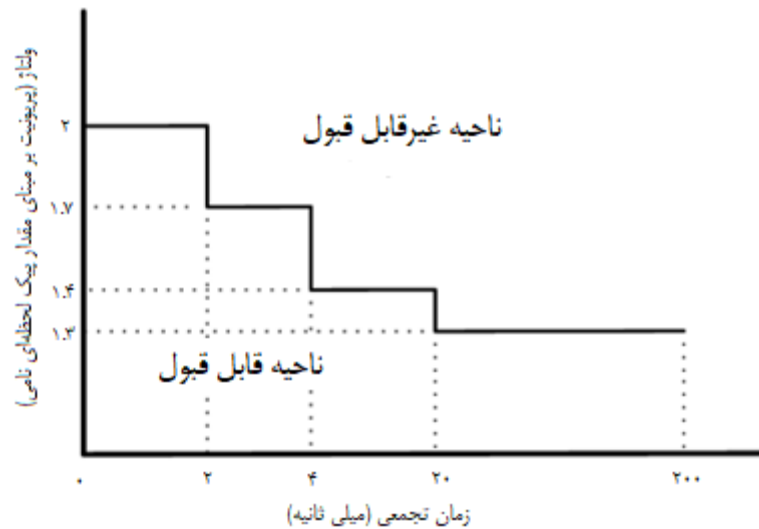 ولتاژ (پریونیت بر مبنای مقدار پیک لحظه‌ای نامی)
ناحیه غیرقابل قبول
۲
۱.۷
۱.۴
۱.۳
ناحیه قابل قبول
۰ ۲ ۴ ۲۰ ۲۰۰
زمان تجمعی (میلی ثانیه)